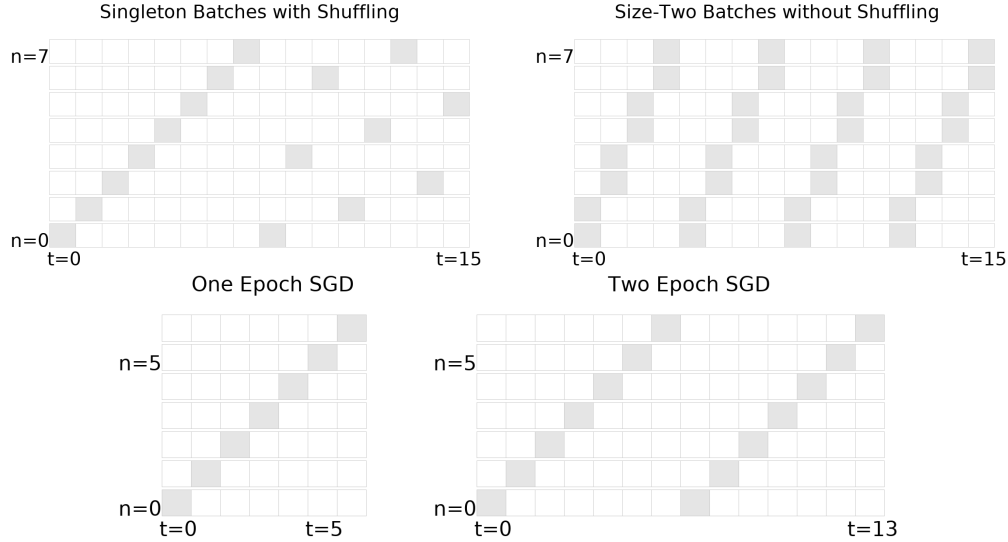 Singleton Batches with Shuffling
n=7
n=0
t=0 t=15
Size-Two Batches without Shuffling
n=7
n=0
t=0 t=15
One Epoch SGD
n=5
n=0
t=0 t=5
Two Epoch SGD
n=5
n=0
t=0 t=13